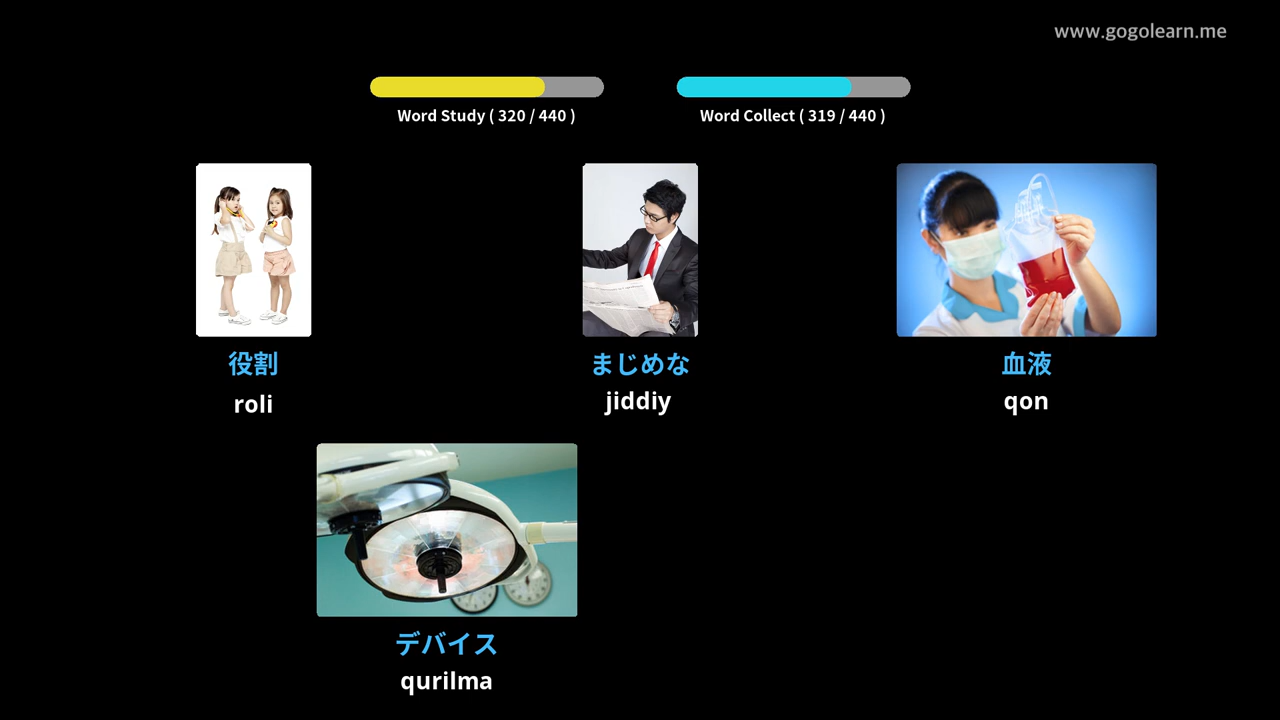 www.gogolearn.me
Word Study ( 320 / 440 )
Word Collect ( 319 / 440 )
役割
roli
まじめな
jiddiy
血液
qon
デバイス
qurilma